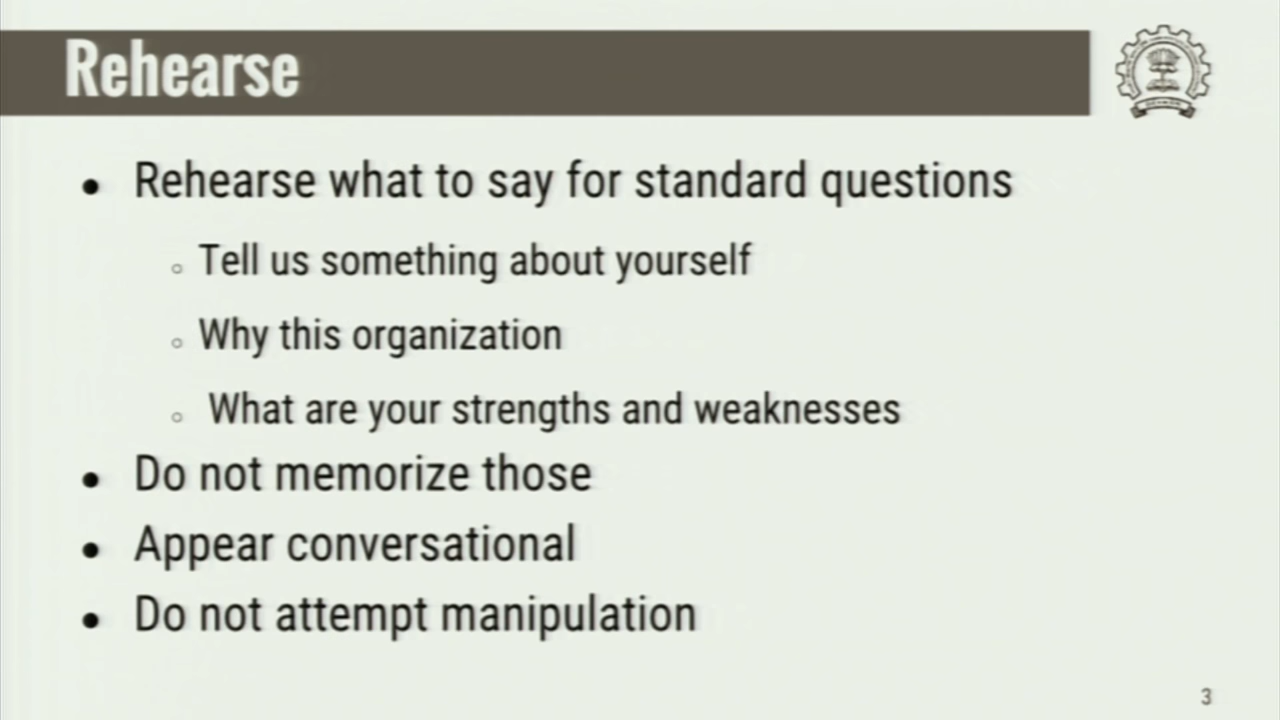 Rehearse
● Rehearse what to say for standard questions
○ Tell us something about yourself
○ Why this organization
○ What are your strengths and weaknesses
● Do not memorize those
● Appear conversational
● Do not attempt manipulation
3